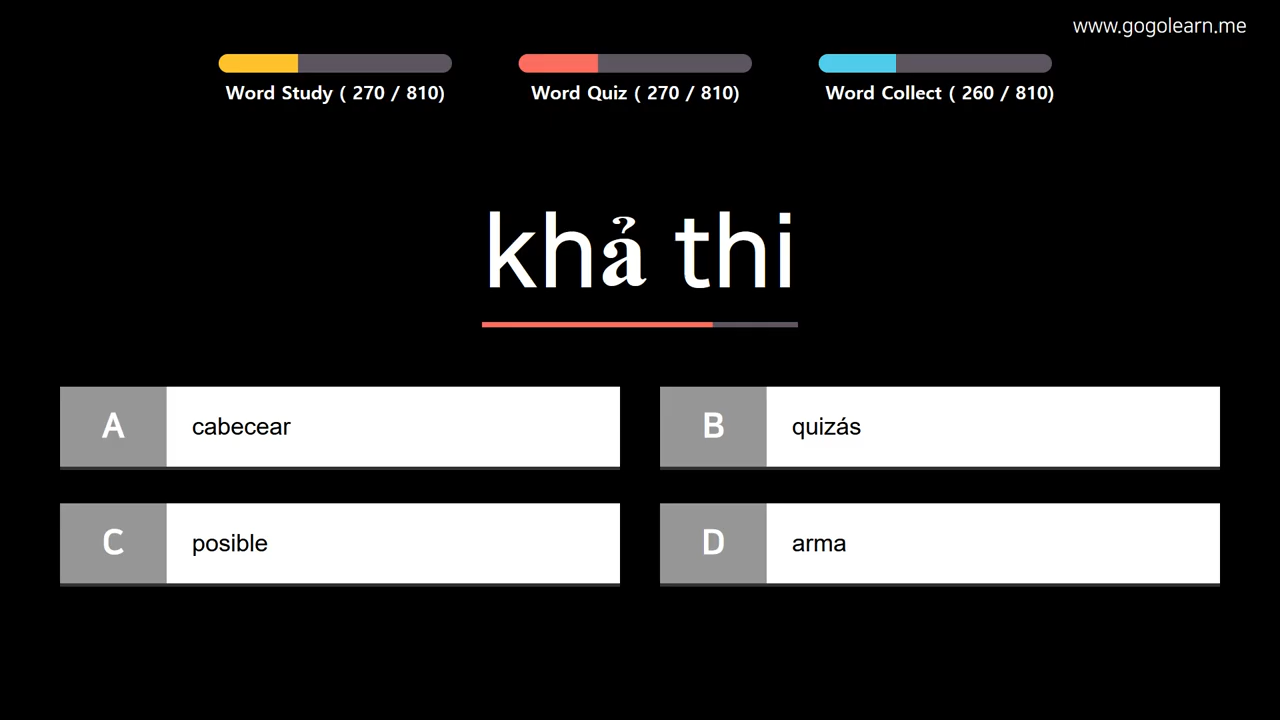 www.gogolearn.me
Word Study ( 270 / 810)
Word Quiz ( 270 / 810)
Word Collect ( 260 / 810)
khả thi
A cabecear
B quizás
C posible
D arma